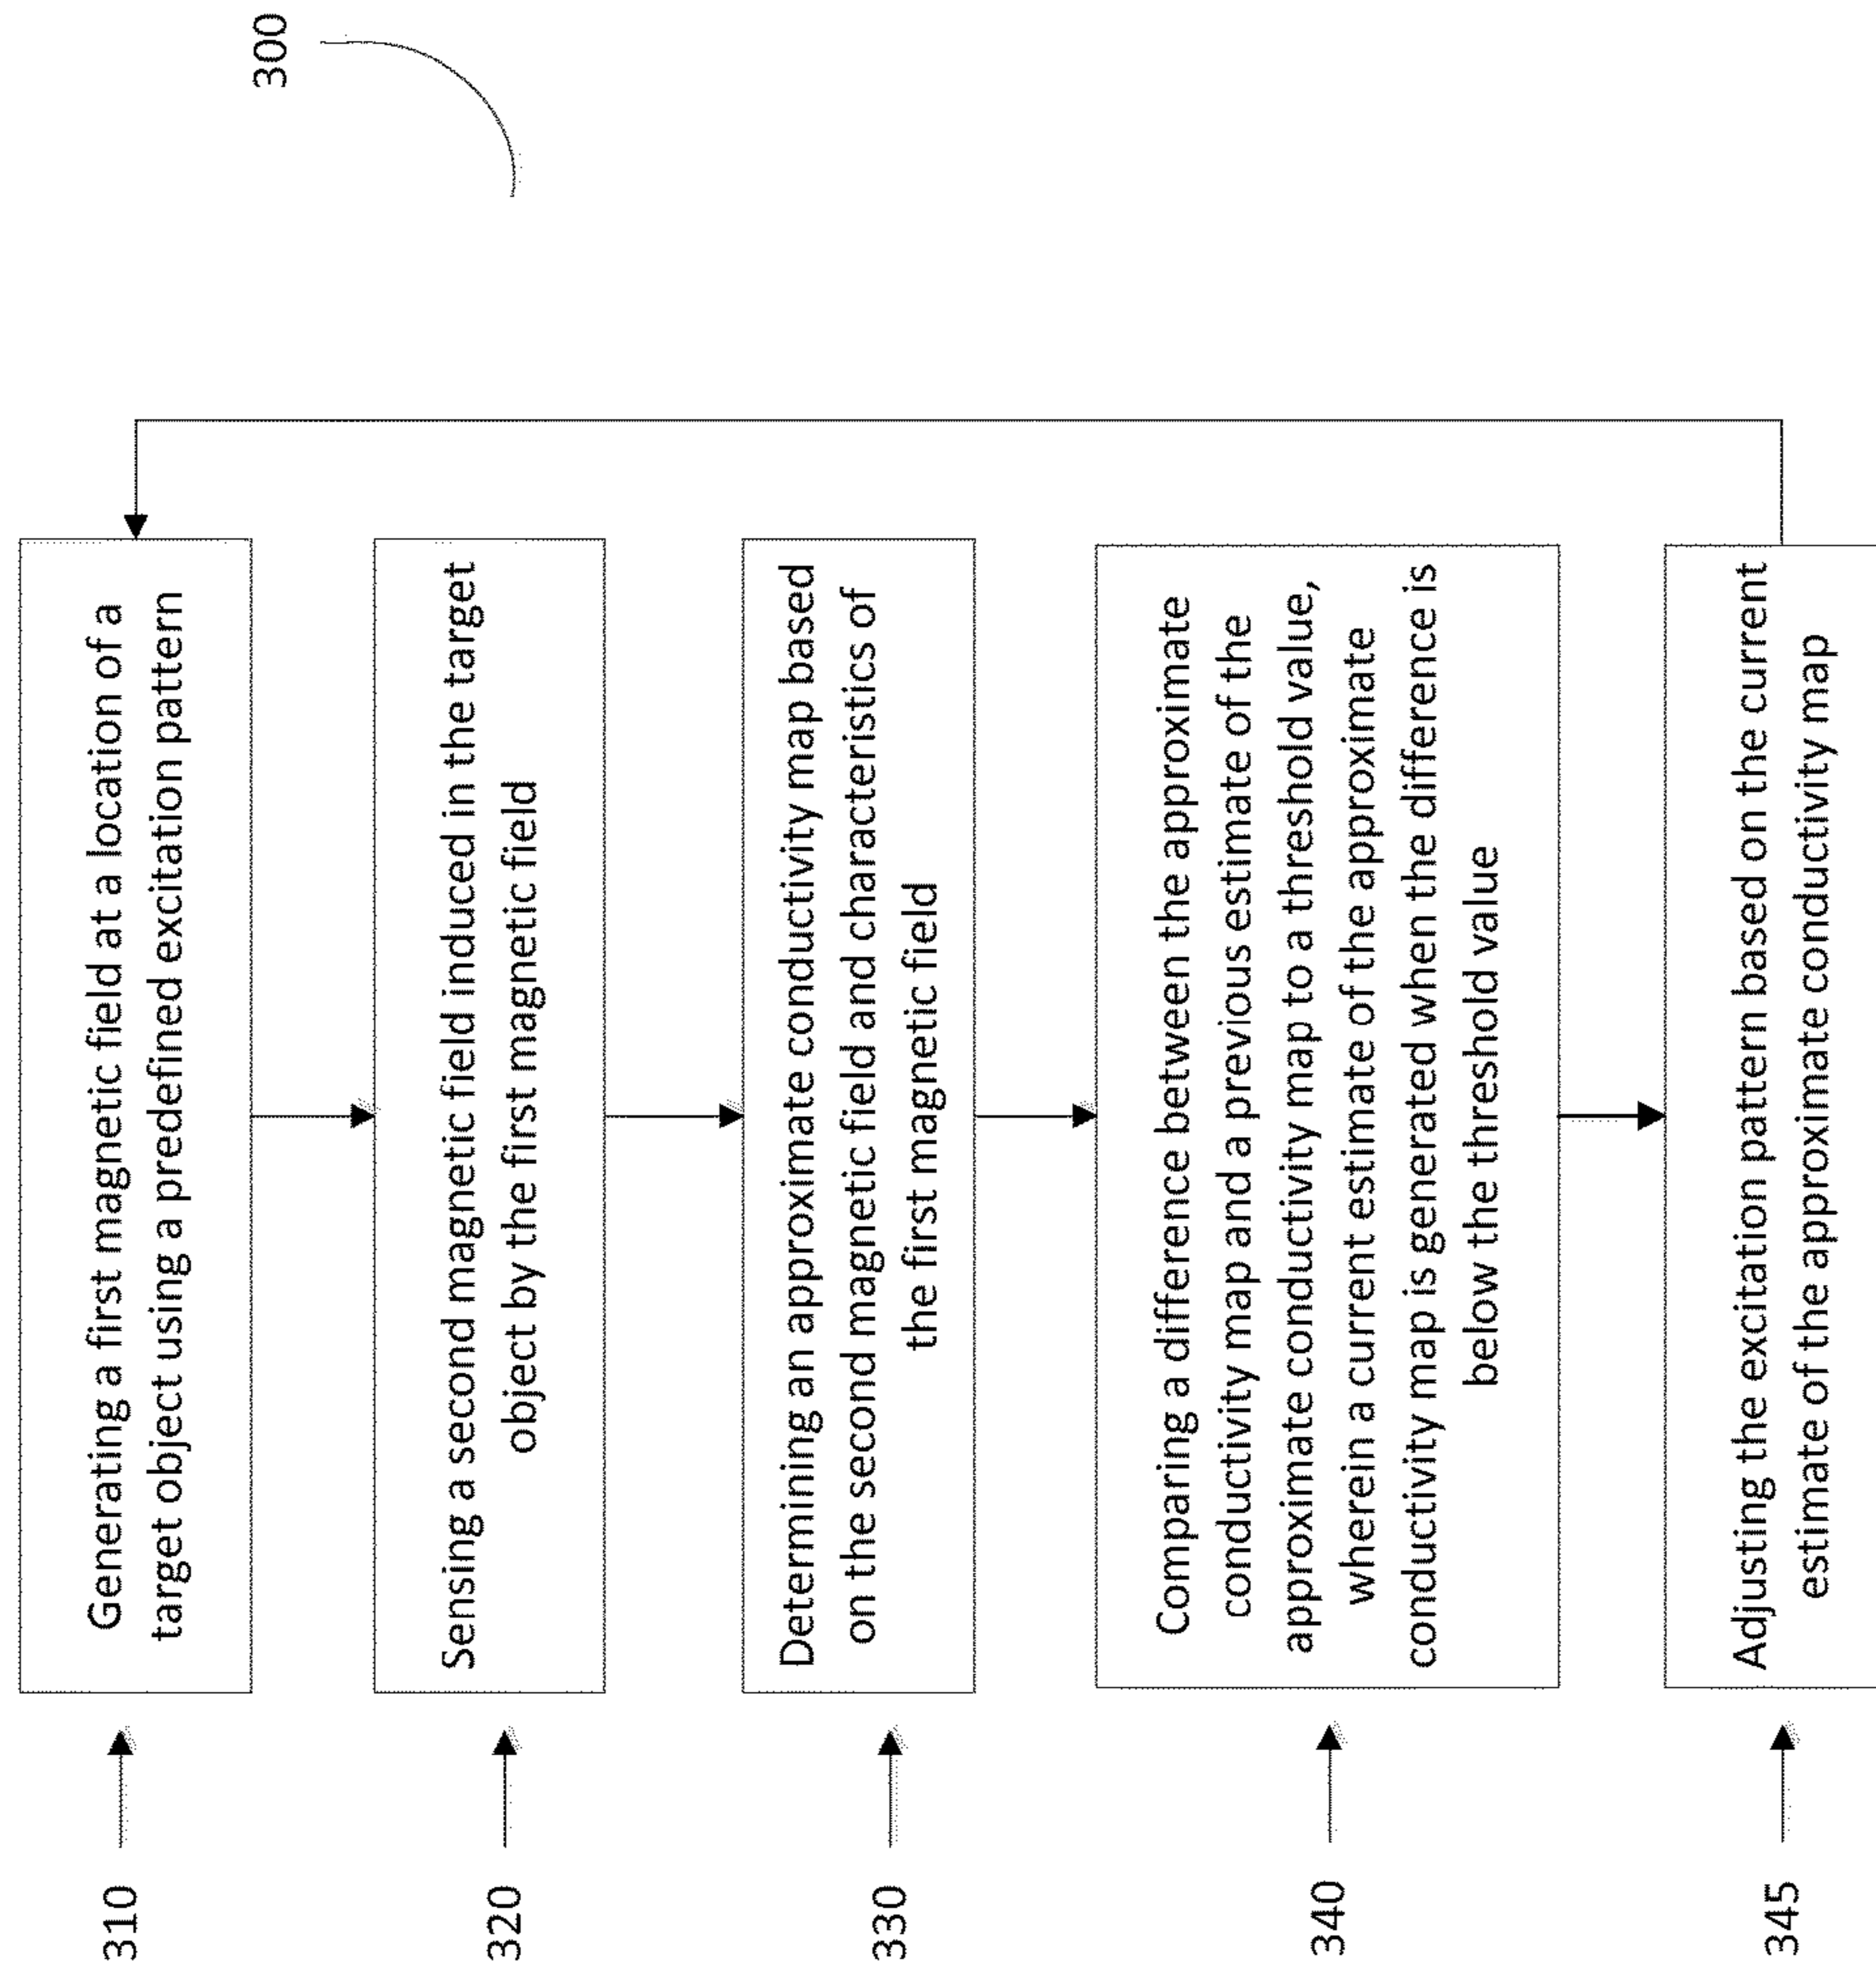 300
310
Generating a first magnetic field at a location of a
target object using a predefined excitation pattern
320
Sensing a second magnetic field induced in the target
object by the first magnetic field
330
Determining an approximate conductivity map based
on the second magnetic field and characteristics of
the first magnetic field
340
Comparing a difference between the approximate
conductivity map and a previous estimate of the
approximate conductivity map to a threshold value,
wherein a current estimate of the approximate
conductivity map is generated when the difference is
below the threshold value
345
Adjusting the excitation pattern based on the current
estimate of the approximate conductivity map